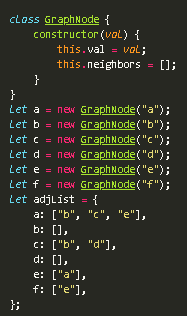 class GraphNode {
    constructor(val) {
        this.val = val;
        this.neighbors = [];
    }
}
let a = new GraphNode("a");
let b = new GraphNode("b");
let c = new GraphNode("c");
let d = new GraphNode("d");
let e = new GraphNode("e");
let f = new GraphNode("f");
let adjList = {
    a: ["b", "c", "e"],
    b: [],
    c: ["b", "d"],
    d: [],
    e: ["a"],
    f: ["e"],
};